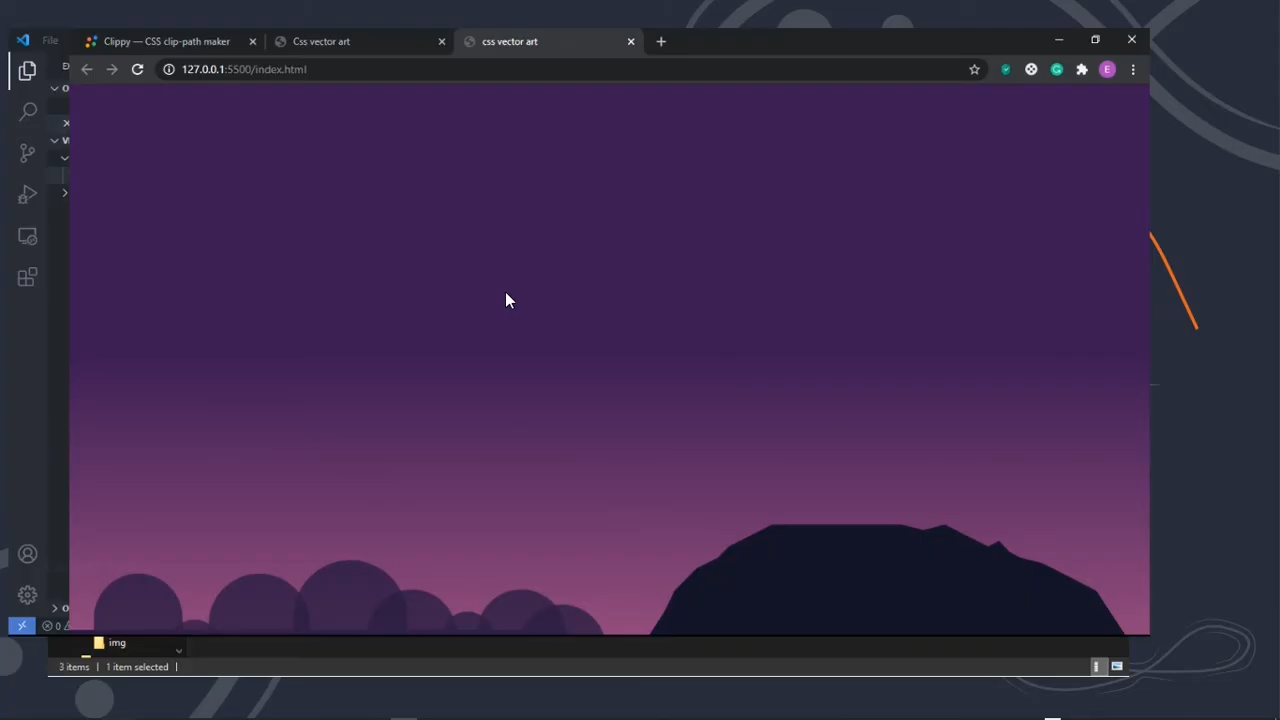 File
Clippy — CSS clip-path maker
Css vector art
css vector art
127.0.0.1:5500/index.html
E
0
img
3 items
1 item selected